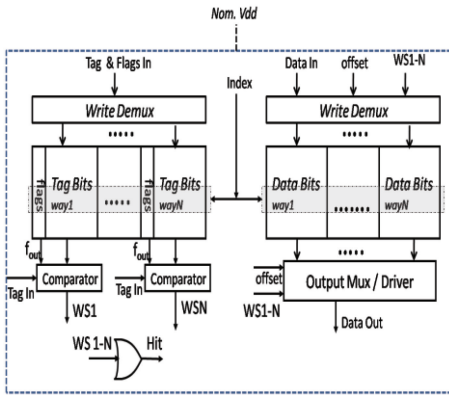 Nom. Vdd
Tag & Flags In
Data In offset WS1-N
Index
Write Demux
Write Demux
flags Tag Bits flags Tag Bits
way1 wayN
Data Bits Data Bits
way1 wayN
fout fout
Comparator Comparator
Tag In Tag In
WS1 WSN
offset
Output Mux / Driver
WS1-N
Data Out
WS 1-N Hit